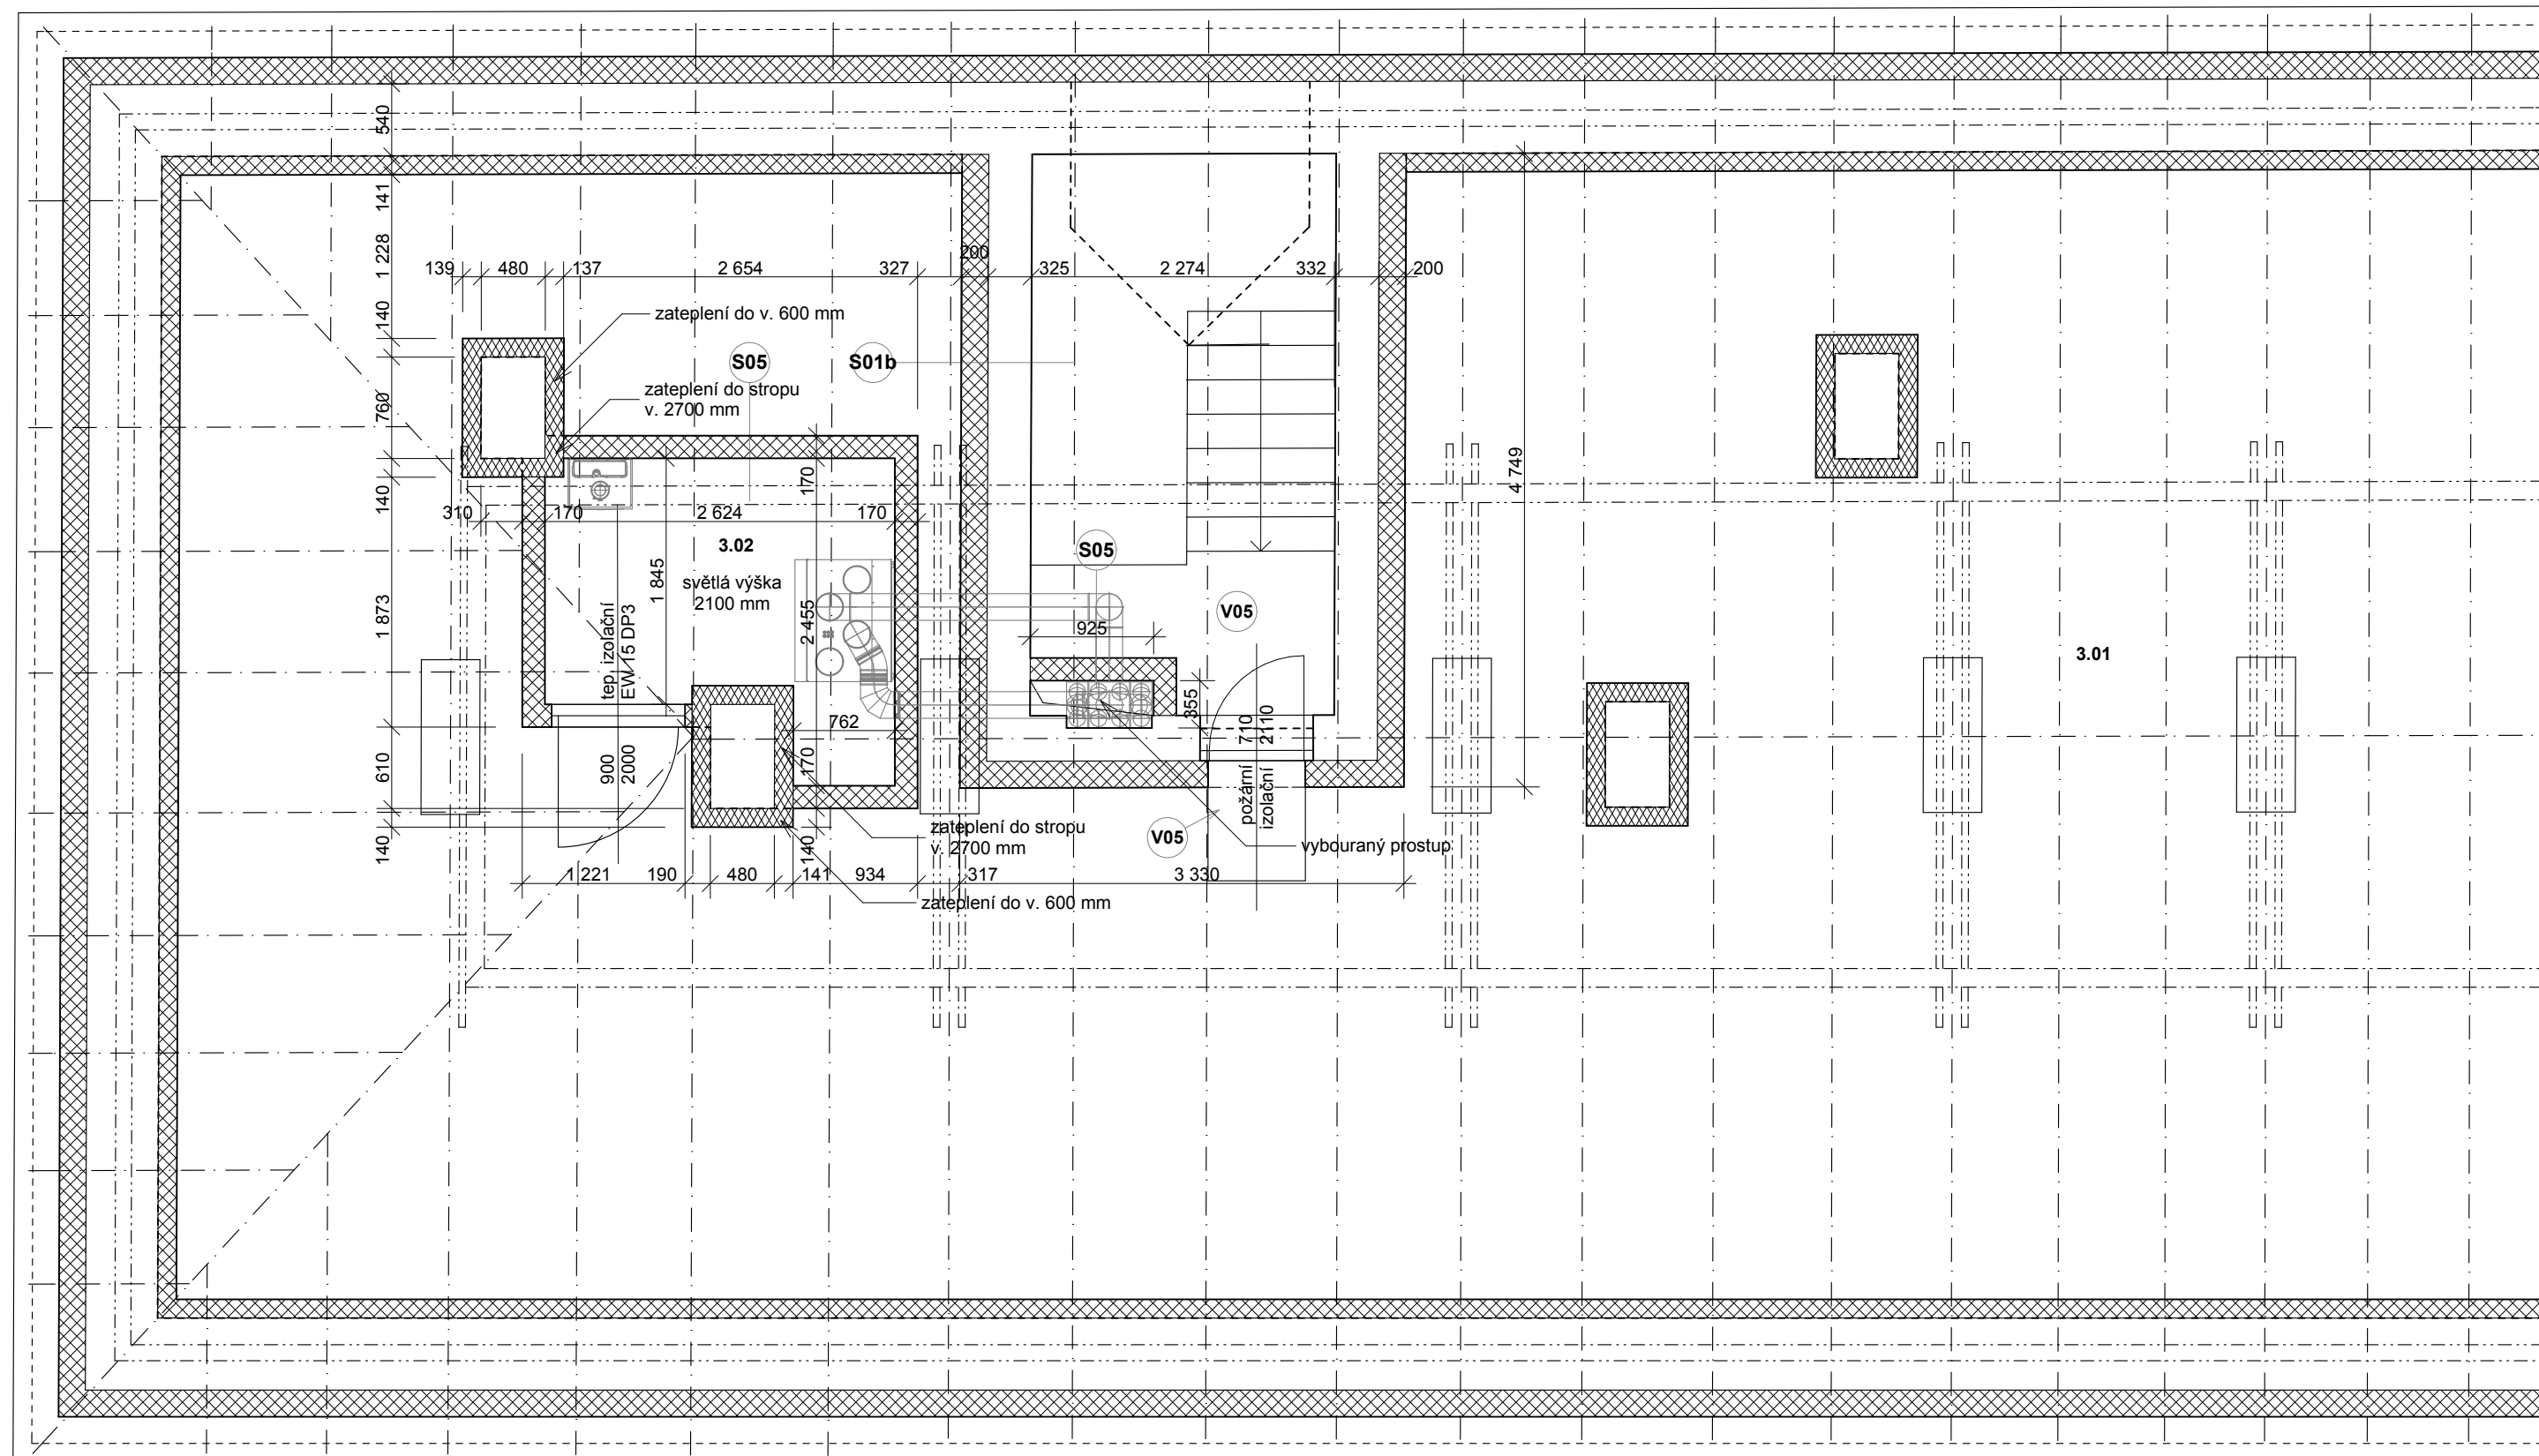 540
141
1 228
140
760
140
1 873
610
140
139
480
137
2 654
327
200
325
2 274
332
200
zateplení do v. 600 mm
S05
S01b
zateplení do stropu
v. 2700 mm
170
310
170
2 624
170
3.02
světlá výška
2100 mm
1 845
2 455
tep. izolační
EW 15 DP3
900
2000
762
170
140
zateplení do stropu
v. 2700 mm
1 221
190
480
141
934
317
3 330
zateplení do v. 600 mm
S05
V05
925
355
710
2110
požární
izolační
V05
vybouraný prostup
4 749
3.01